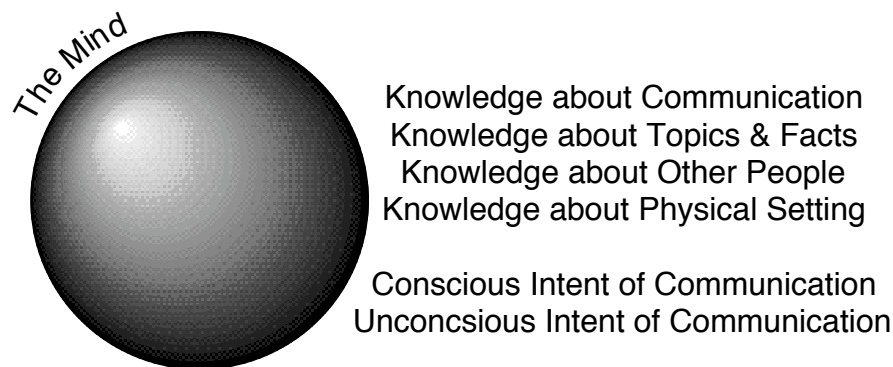 The Mind
Knowledge about Communication
Knowledge about Topics & Facts
Knowledge about Other People
Knowledge about Physical Setting
Conscious Intent of Communication
Unconcsious Intent of Communication